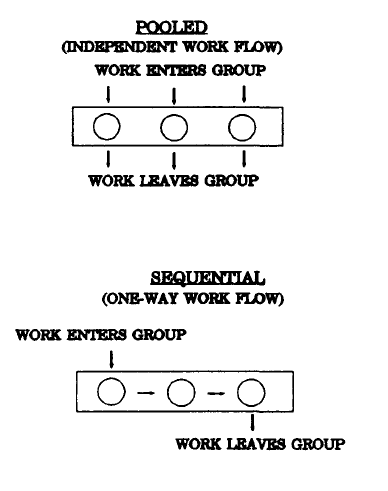 POOLED
(INDEPENDENT WORK FLOW)
WORK ENTERS GROUP
WORK LEAVES GROUP
SEQUENTIAL
(ONE-WAY WORK FLOW)
WORK ENTERS GROUP
WORK LEAVES GROUP